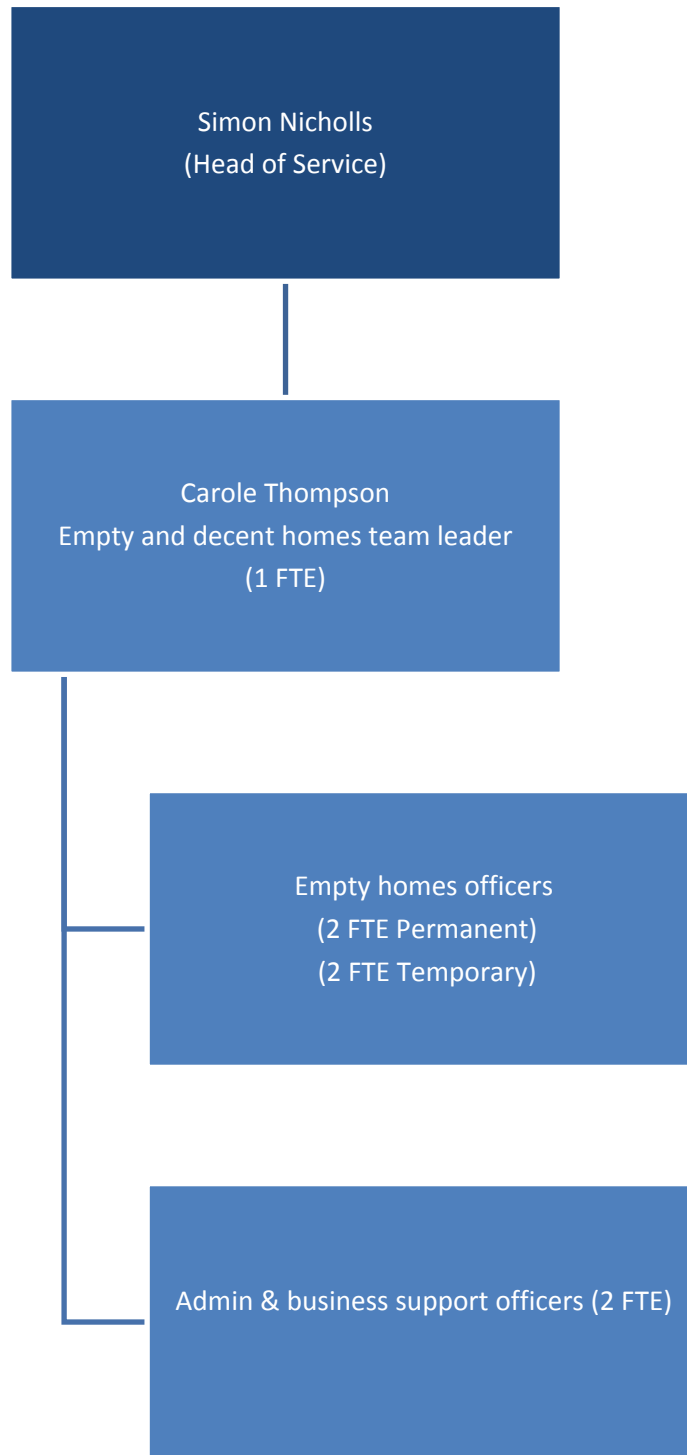 Simon Nicholls
(Head of Service)
Carole Thompson
Empty and decent homes team leader
(1 FTE)
Empty homes officers
(2 FTE Permanent)
(2 FTE Temporary)
Admin & business support officers (2 FTE)